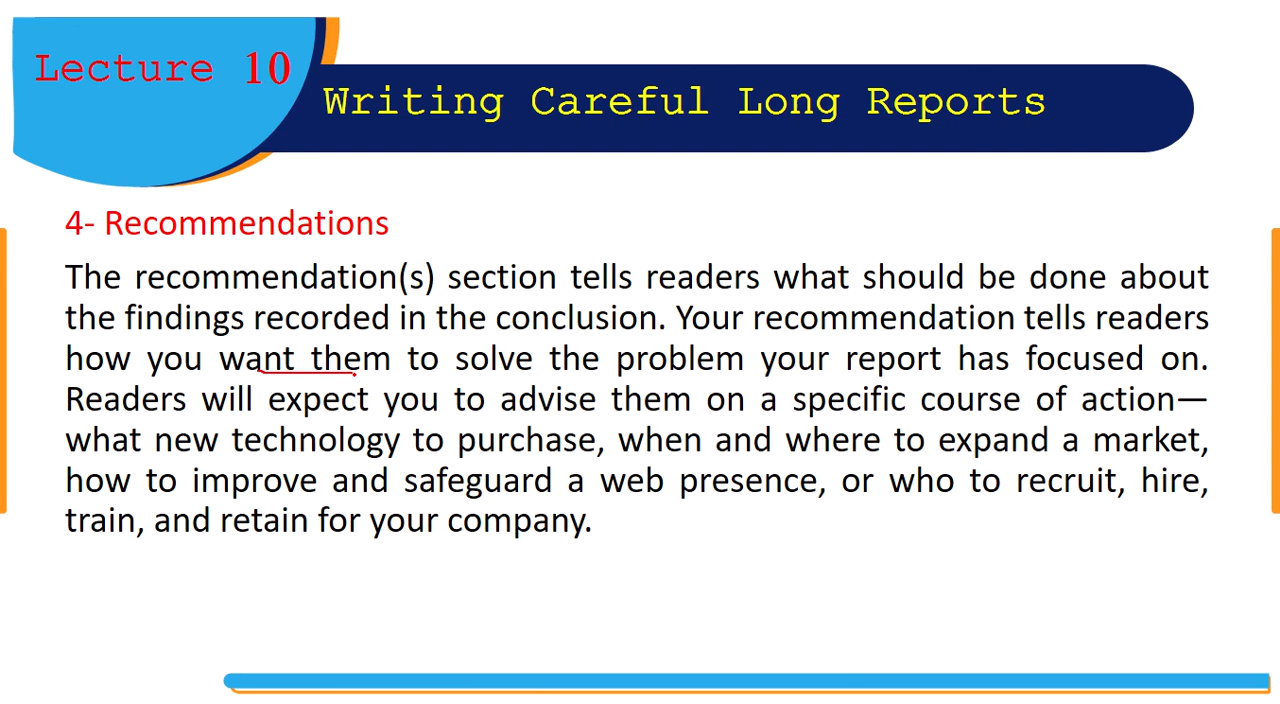 Lecture 10
Writing Careful Long Reports
4- Recommendations
The recommendation(s) section tells readers what should be done about
the findings recorded in the conclusion. Your recommendation tells readers
how you want them to solve the problem your report has focused on.
Readers will expect you to advise them on a specific course of action—
what new technology to purchase, when and where to expand a market,
how to improve and safeguard a web presence, or who to recruit, hire,
train, and retain for your company.